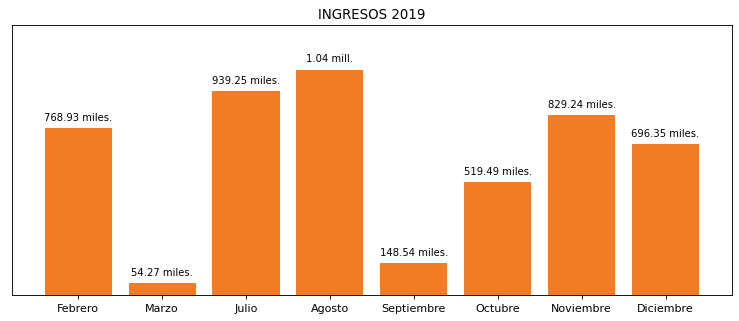 INGRESOS 2019
1.04 mill.
939.25 miles.
829.24 miles.
768.93 miles.
696.35 miles.
519.49 miles.
148.54 miles.
54.27 miles.
Febrero Marzo Julio Agosto Septiembre Octubre Noviembre Diciembre